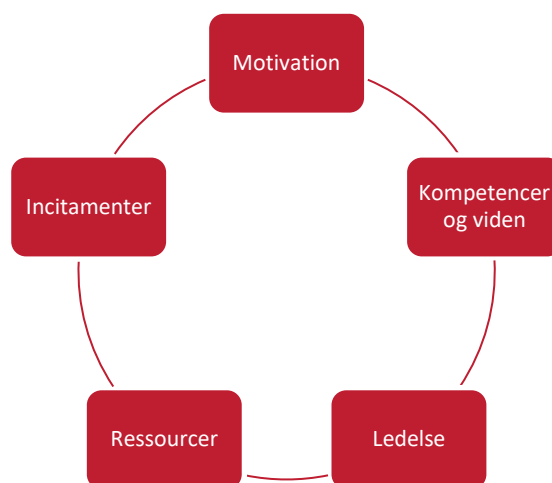 Motivation
Kompetencer
og viden
Ledelse
Ressourcer
Incitamenter